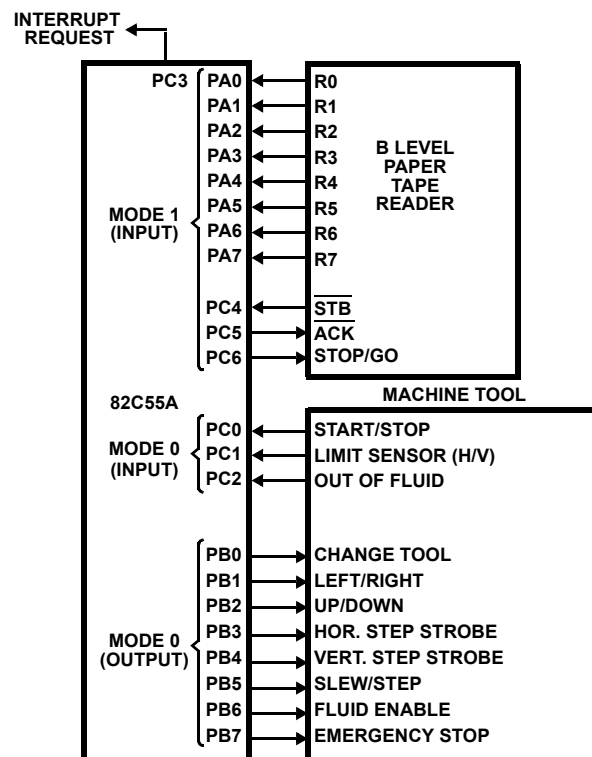 INTERRUPT
REQUEST
PC3 PA0 R0
PA1 R1
PA2 R2
PA3 R3
PA4 R4
PA5 R5
PA6 R6
PA7 R7
B LEVEL
PAPER
TAPE
READER
MODE 1
(INPUT)
PC4 STB
PC5 ACK
PC6 STOP/GO
MACHINE TOOL
82C55A
MODE 0
(INPUT)
PC0 START/STOP
PC1 LIMIT SENSOR (H/V)
PC2 OUT OF FLUID
MODE 0
(OUTPUT)
PB0 CHANGE TOOL
PB1 LEFT/RIGHT
PB2 UP/DOWN
PB3 HOR. STEP STROBE
PB4 VERT. STEP STROBE
PB5 SLEW/STEP
PB6 FLUID ENABLE
PB7 EMERGENCY STOP